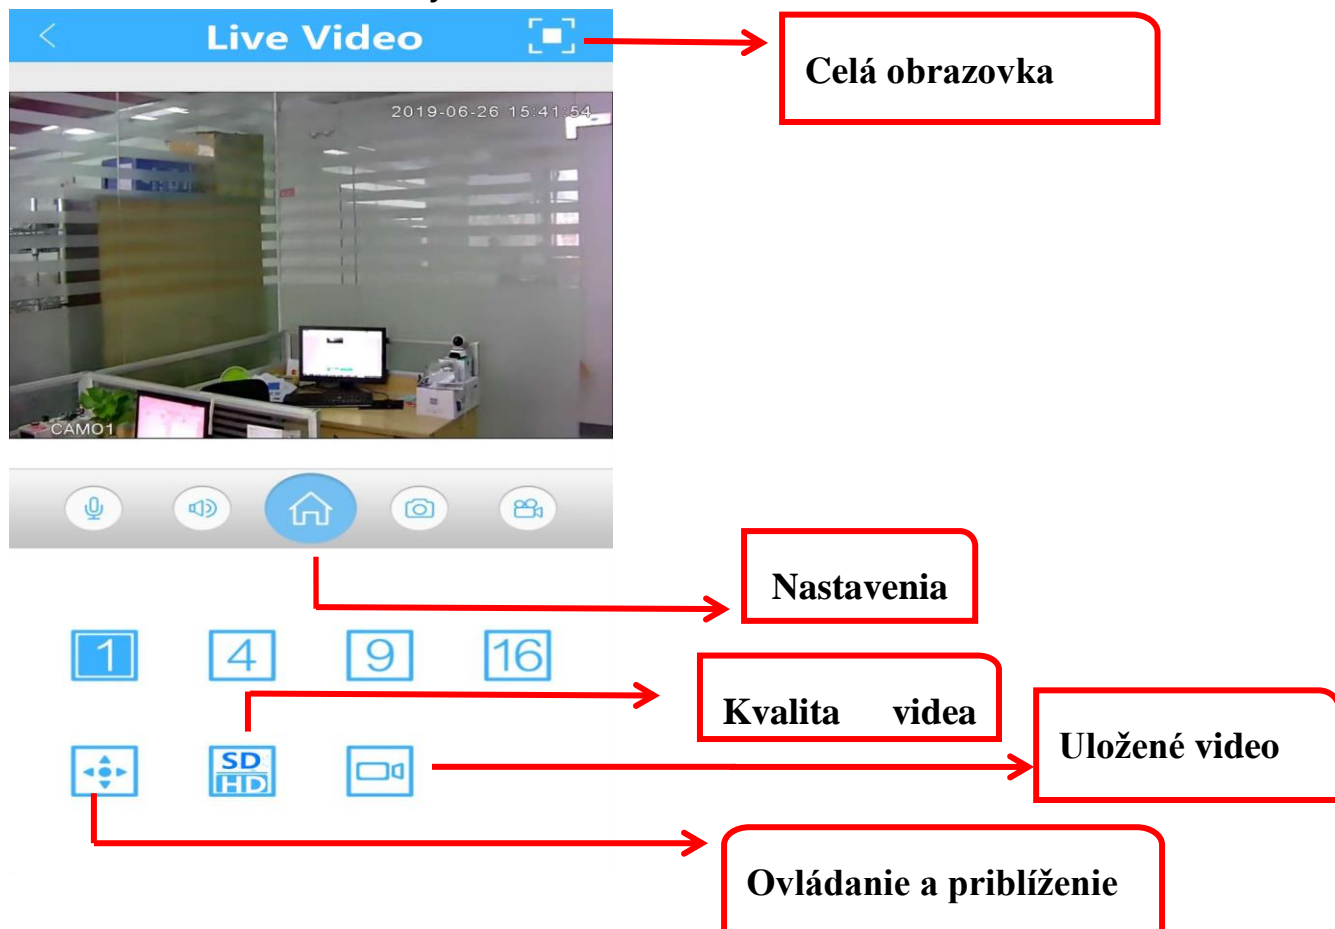 Live Video
Celá obrazovka
2019-06-26 15:41:54
CAM01
Nastavenia
1 4 9 16
Kvalita videa
Uložené video
SD
HD
Ovládanie a priblíženie